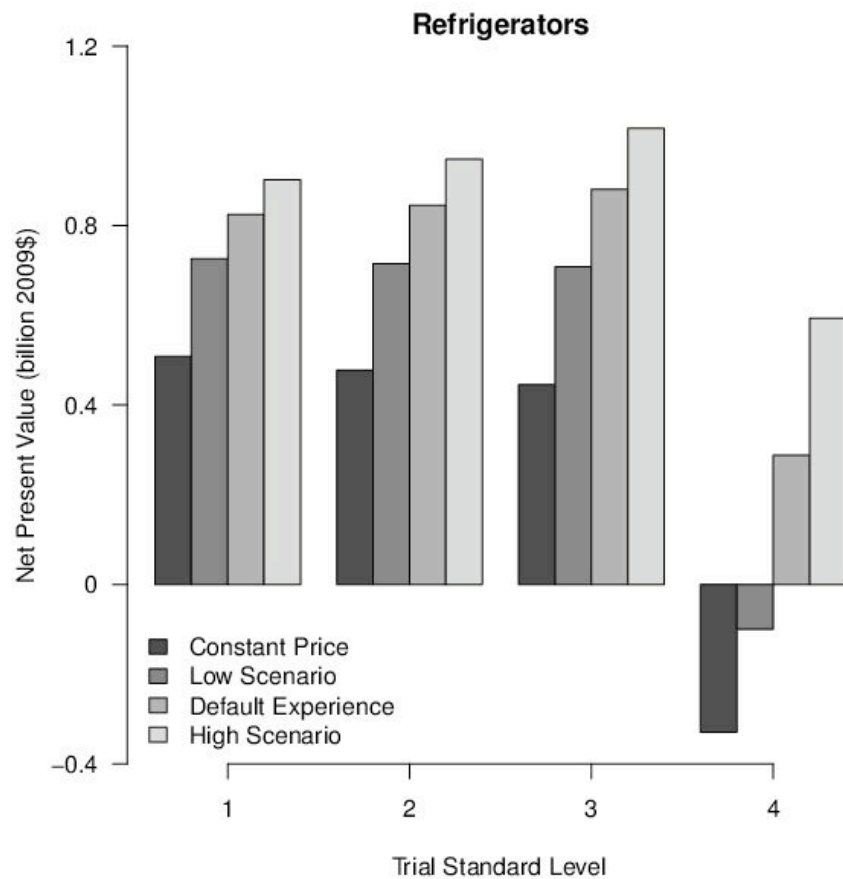 Refrigerators
1.2
0.8
0.4
0
−0.4
Net Present Value (billion 2009$)
Constant Price
Low Scenario
Default Experience
High Scenario
1 2 3 4
Trial Standard Level